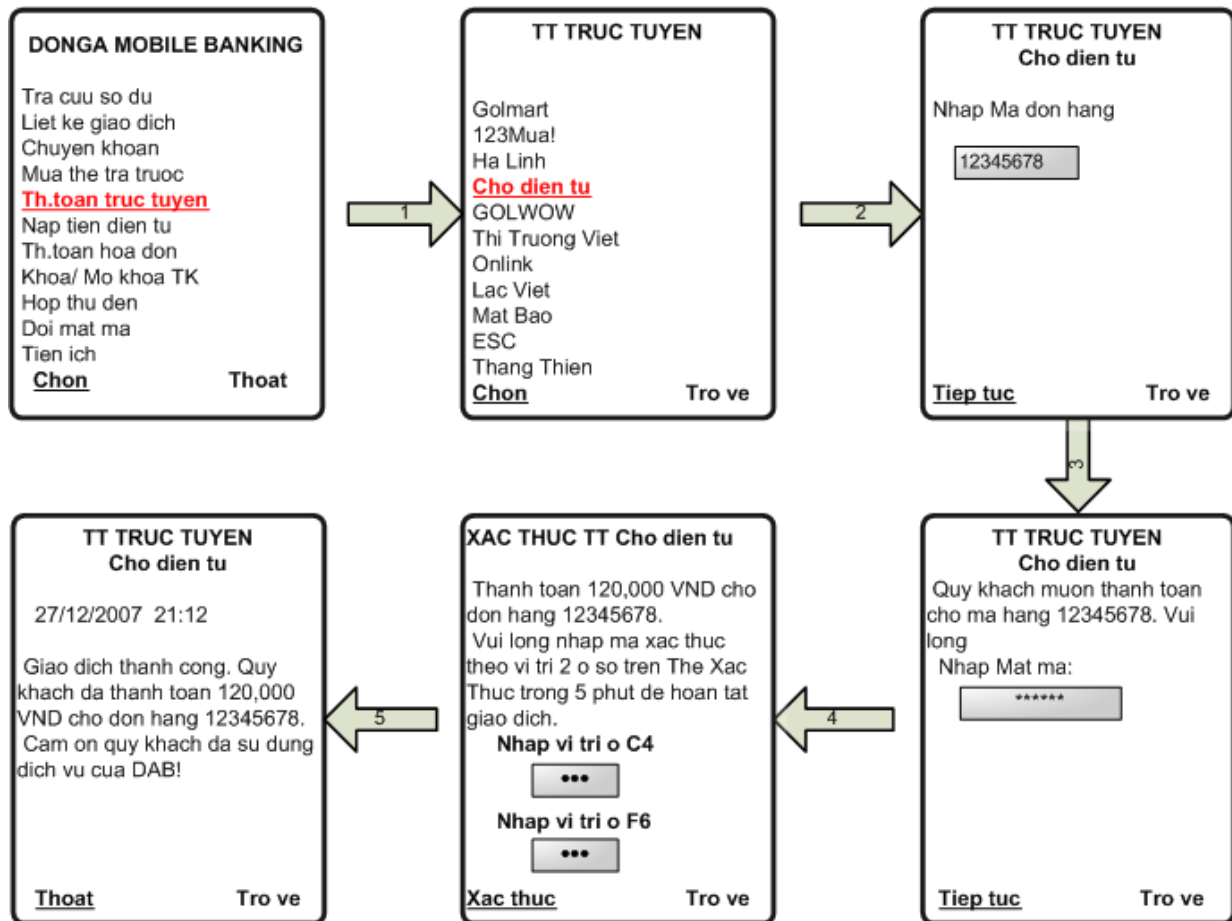 DONGA MOBILE BANKING
Tra cuu so du
Liet ke giao dich
Chuyen khoan
Mua the tra truoc
Th.toan truc tuyen
Nap tien dien tu
Th.toan hoa don
Khoa/ Mo khoa TK
Hop thu den
Doi mat ma
Tien ich
Chon Thoat
1
TT TRUC TUYEN
Golmart
123Mua!
Ha Linh
Cho dien tu
GOLWOW
Thi Truong Viet
Onlink
Lac Viet
Mat Bao
ESC
Thang Thien
Chon Tro ve
2
TT TRUC TUYEN
Cho dien tu
Nhap Ma don hang
12345678
Tiep tuc Tro ve
3
TT TRUC TUYEN
Cho dien tu
Quy khach muon thanh toan
cho ma hang 12345678. Vui
long
Nhap Mat ma:
******
Tiep tuc Tro ve
4
XAC THUC TT Cho dien tu
Thanh toan 120,000 VND cho
don hang 12345678.
Vui long nhap ma xac thuc
theo vi tri 2 o so tren The Xac
Thuc trong 5 phut de hoan tat
giao dich.
Nhap vi tri o C4
•••
Nhap vi tri o F6
•••
Xac thuc Tro ve
5
TT TRUC TUYEN
Cho dien tu
27/12/2007 21:12
Giao dich thanh cong. Quy
khach da thanh toan 120,000
VND cho don hang 12345678.
Cam on quy khach da su dung
dich vu cua DAB!
Thoat Tro ve